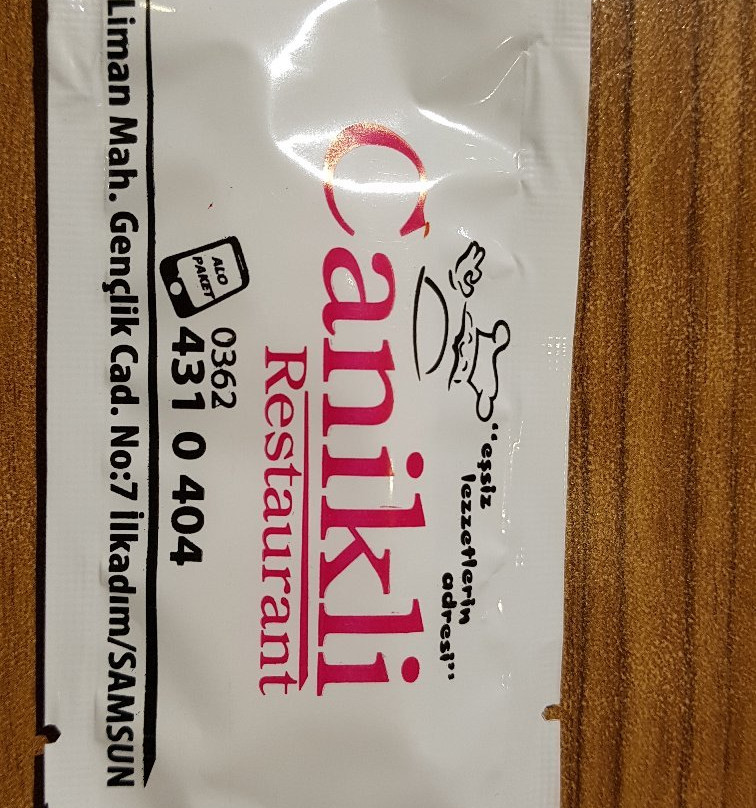 "eşsiz
lezzetlerin
adresi"
Canikli
Restaurant
ALO
PAKET
0362
431 0 404
Liman Mah. Gençlik Cad. No:7 İlkadım/SAMSUN